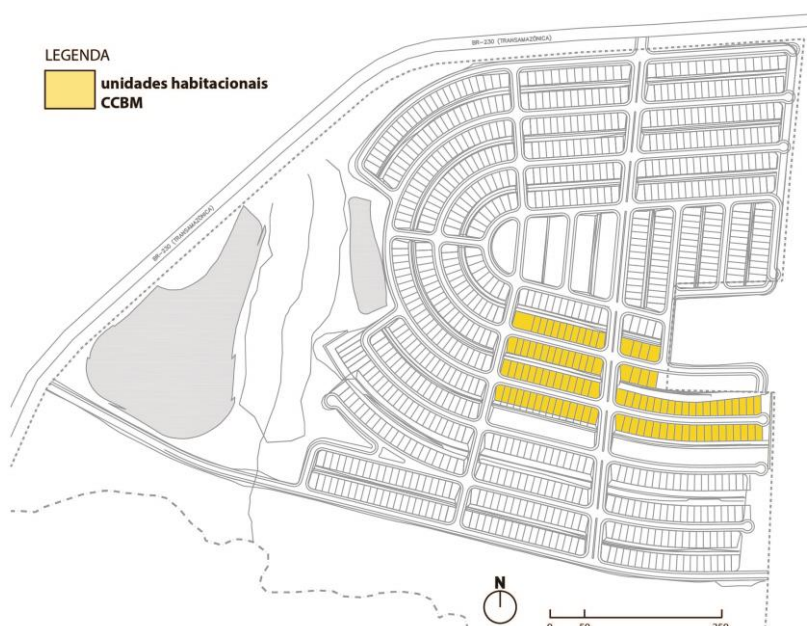 BR-230 (TRANSAMAZÔNICA)
LEGENDA
unidades habitacionais
CCBM
BR-230 (TRANSAMAZÔNICA)
N
0 50 250